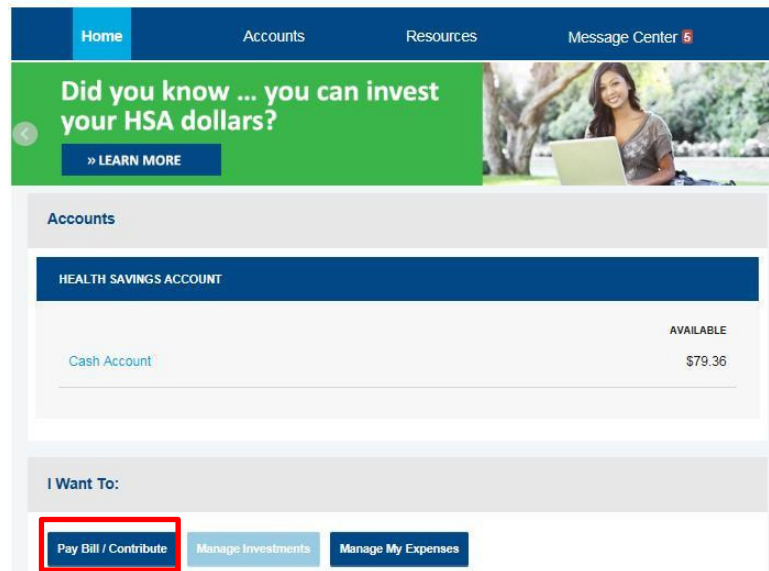 Home Accounts Resources Message Center 5
Did you know ... you can invest
your HSA dollars?
» LEARN MORE
Accounts
HEALTH SAVINGS ACCOUNT
AVAILABLE
Cash Account $79.36
I Want To:
Pay Bill / Contribute Manage Investments Manage My Expenses